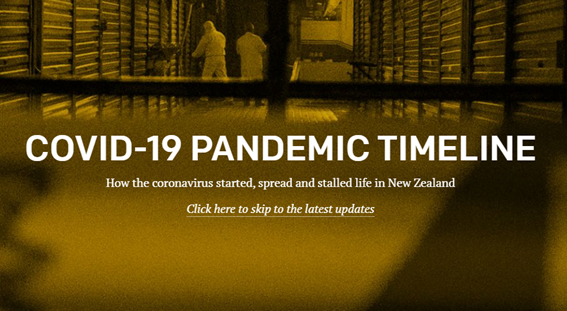 COVID-19 PANDEMIC TIMELINE
How the coronavirus started, spread and stalled life in New Zealand
Click here to skip to the latest updates